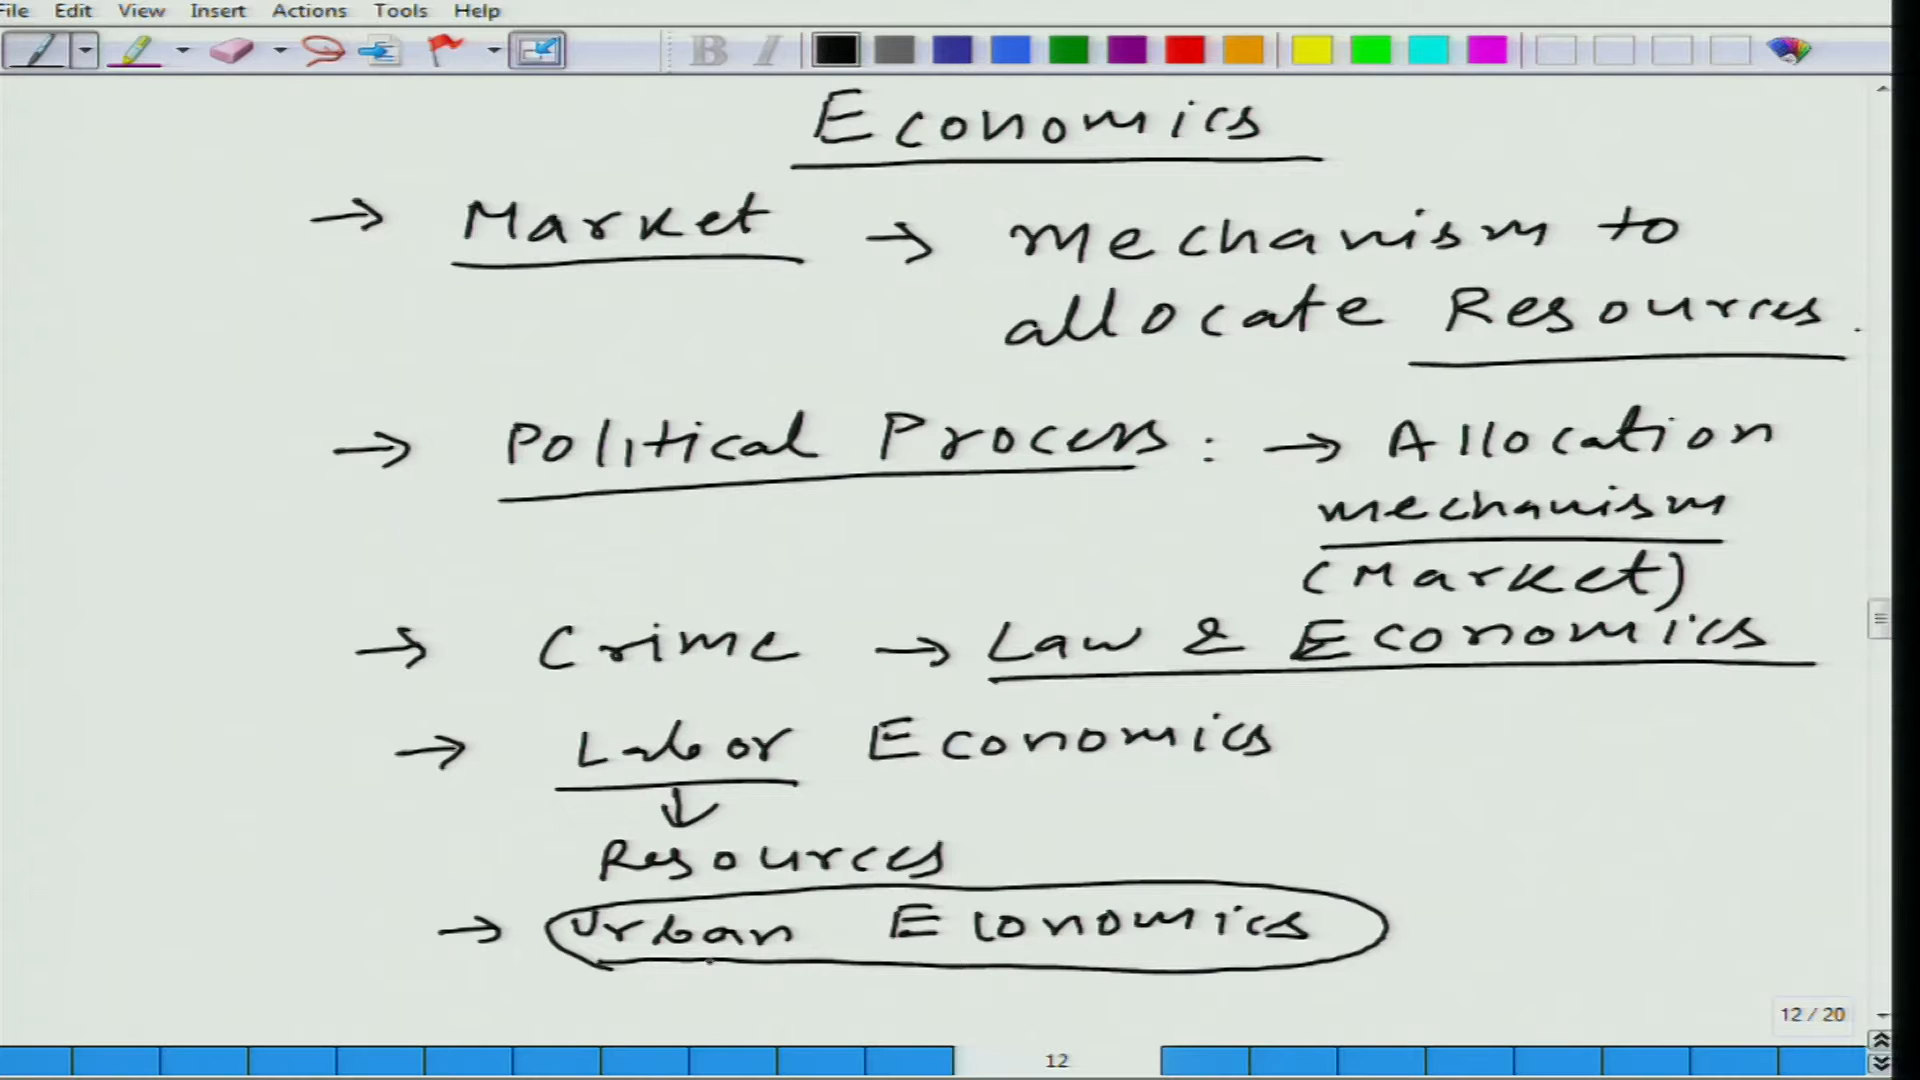 File Edit View Insert Actions Tools Help
B I
Economics
→ Market → Mechanism to
allocate Resources.
→ Political Process : → Allocation
mechanism
(Market)
→ Crime → Law & Economics
→ Labor Economics
↓
Resources
→ Urban Economics
12 / 20
12